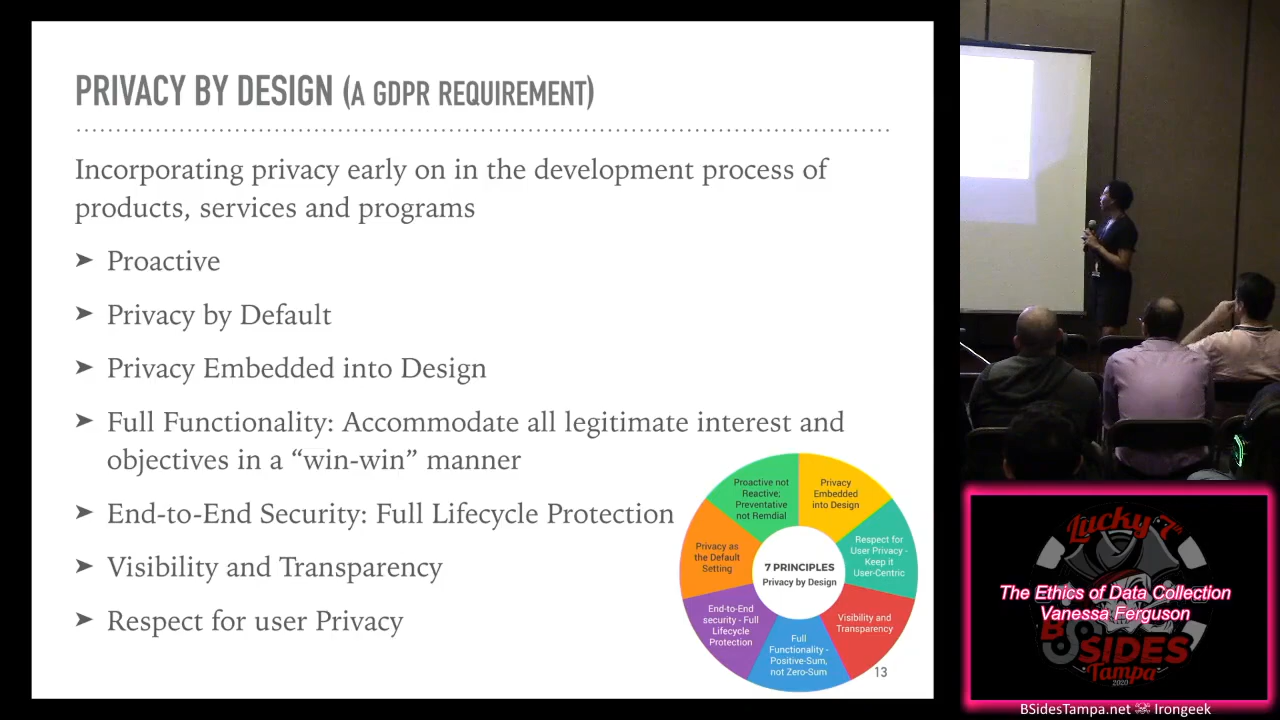 PRIVACY BY DESIGN (A GDPR REQUIREMENT)
Incorporating privacy early on in the development process of
products, services and programs
➤ Proactive
➤ Privacy by Default
➤ Privacy Embedded into Design
➤ Full Functionality: Accommodate all legitimate interest and
objectives in a “win-win” manner
➤ End-to-End Security: Full Lifecycle Protection
➤ Visibility and Transparency
➤ Respect for user Privacy
Proactive not
Reactive;
Preventative
not Remdial
Privacy
Embedded
into Design
Respect for
User Privacy -
Keep it
User-Centric
Visibility and
Transparency
Full
Functionality -
Positive-Sum,
not Zero-Sum
End-to-End
security - Full
Lifecycle
Protection
Privacy as
the Default
Setting
7 PRINCIPLES
Privacy by Design
13
Lucky 7th
The Ethics of Data Collection
Vanessa Ferguson
BSIDES
Tampa
2020
BSidesTampa.net Irongeek